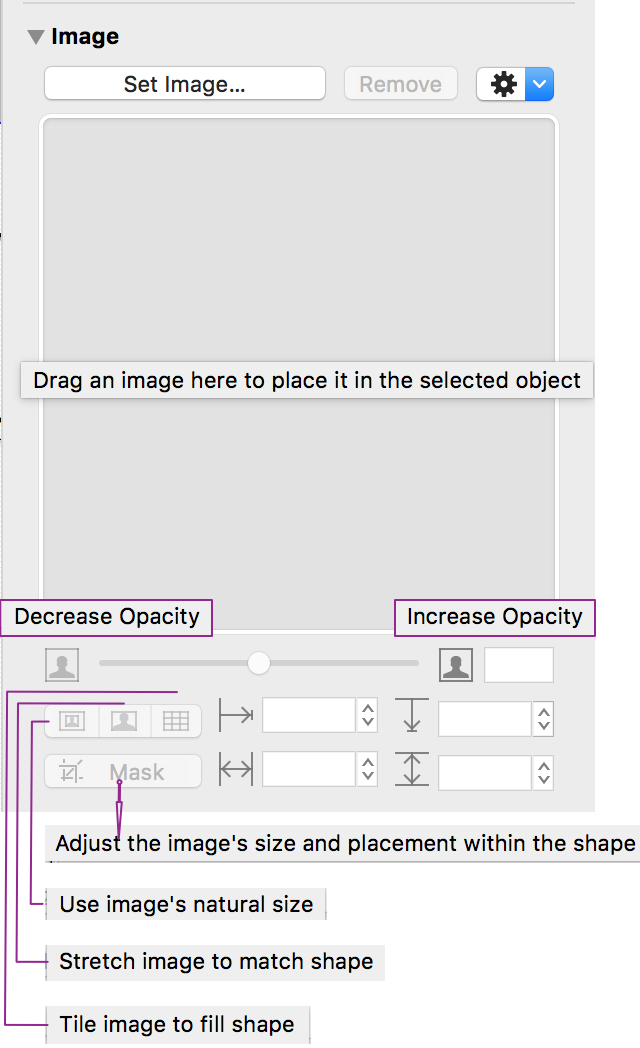 Image
Set Image...
Remove
Drag an image here to place it in the selected object
Decrease Opacity
Increase Opacity
Mask
Adjust the image's size and placement within the shape
Use image's natural size
Stretch image to match shape
Tile image to fill shape